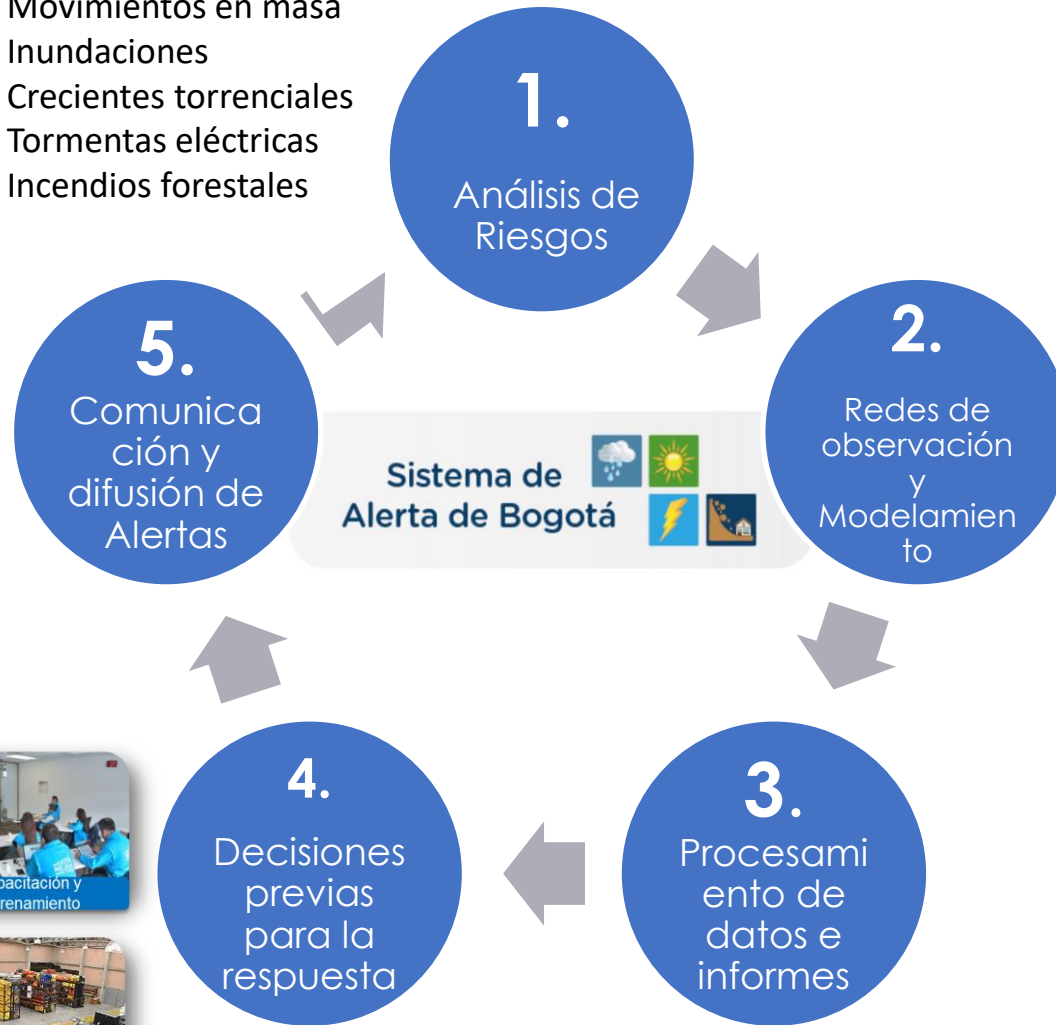 Movimientos en masa
Inundaciones
Crecientes torrenciales
Tormentas eléctricas
Incendios forestales
1.
Análisis de
Riesgos
2.
Redes de
observación
y
Modelamien
to
3.
Procesami
ento de
datos e
informes
4.
Decisiones
previas
para la
respuesta
5.
Comunica
ción y
difusión de
Alertas
Sistema de
Alerta de Bogotá
pacitación y
renamiento